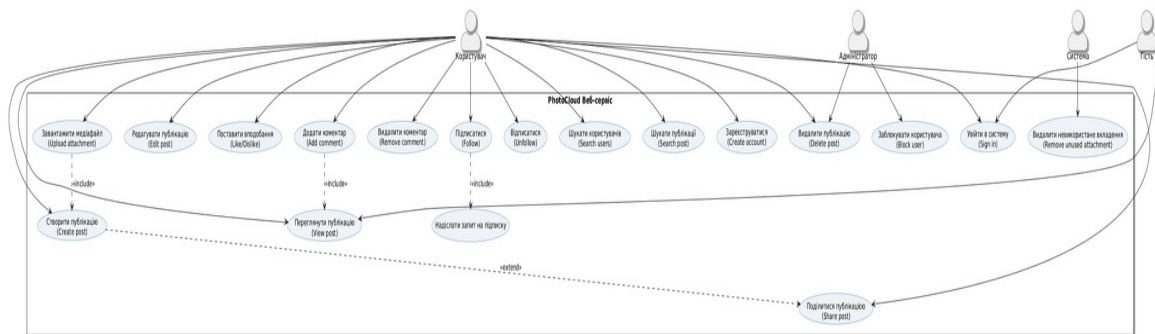 Користувач
Адміністратор
Система
Гість
PhotoCloud Веб-сервіс
Завантажити медіафайл
(Upload attachment)
Редагувати публікацію
(Edit post)
Поставити вподобання
(Like/Dislike)
Додати коментар
(Add comment)
Видалити коментар
(Remove comment)
Підписатися
(Follow)
Відписатися
(Unfollow)
Шукати користувачів
(Search users)
Шукати публікації
(Search post)
Зареєструватися
(Create account)
Видалити публікацію
(Delete post)
Заблокувати користувача
(Block user)
Увійти в систему
(Sign in)
Видалити невикористане вкладення
(Remove unused attachment)
«include»
«include»
«include»
Створити публікацію
(Create post)
Переглянути публікацію
(View post)
Надіслати запит на підписку
«extend»
Поділитися публікацією
(Share post)